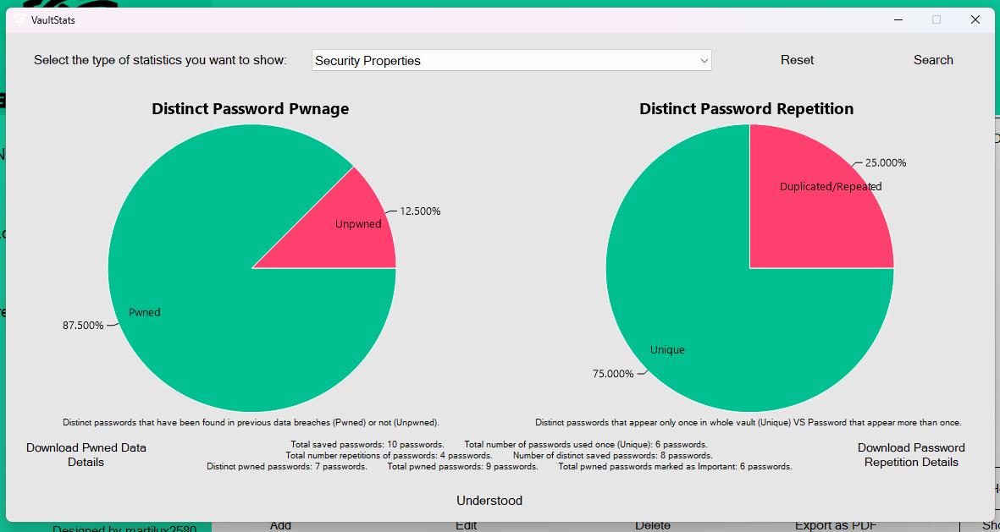 VaultStats
Select the type of statistics you want to show:
Security Properties
Reset
Search
Distinct Password Pwnage
Distinct Password Repetition
25.000%
Duplicated/Repeated
12.500%
Unpwned
Pwned
87.500%
Unique
75.000%
Distinct passwords that have been found in previous data breaches (Pwned) or not (Unpwned).
Distinct passwords that appear only once in whole vault (Unique) VS Password that appear more than once.
Download Pwned Data
Details
Total saved passwords: 10 passwords. Total number of passwords used once (Unique): 6 passwords.
Total number repetitions of passwords: 4 passwords. Number of distinct saved passwords: 8 passwords.
Distinct pwned passwords: 7 passwords. Total pwned passwords: 9 passwords. Total pwned passwords marked as Important: 6 passwords.
Download Password
Repetition Details
Understood
Designed by martilux2580
Add
Edit
Delete
Export as PDF